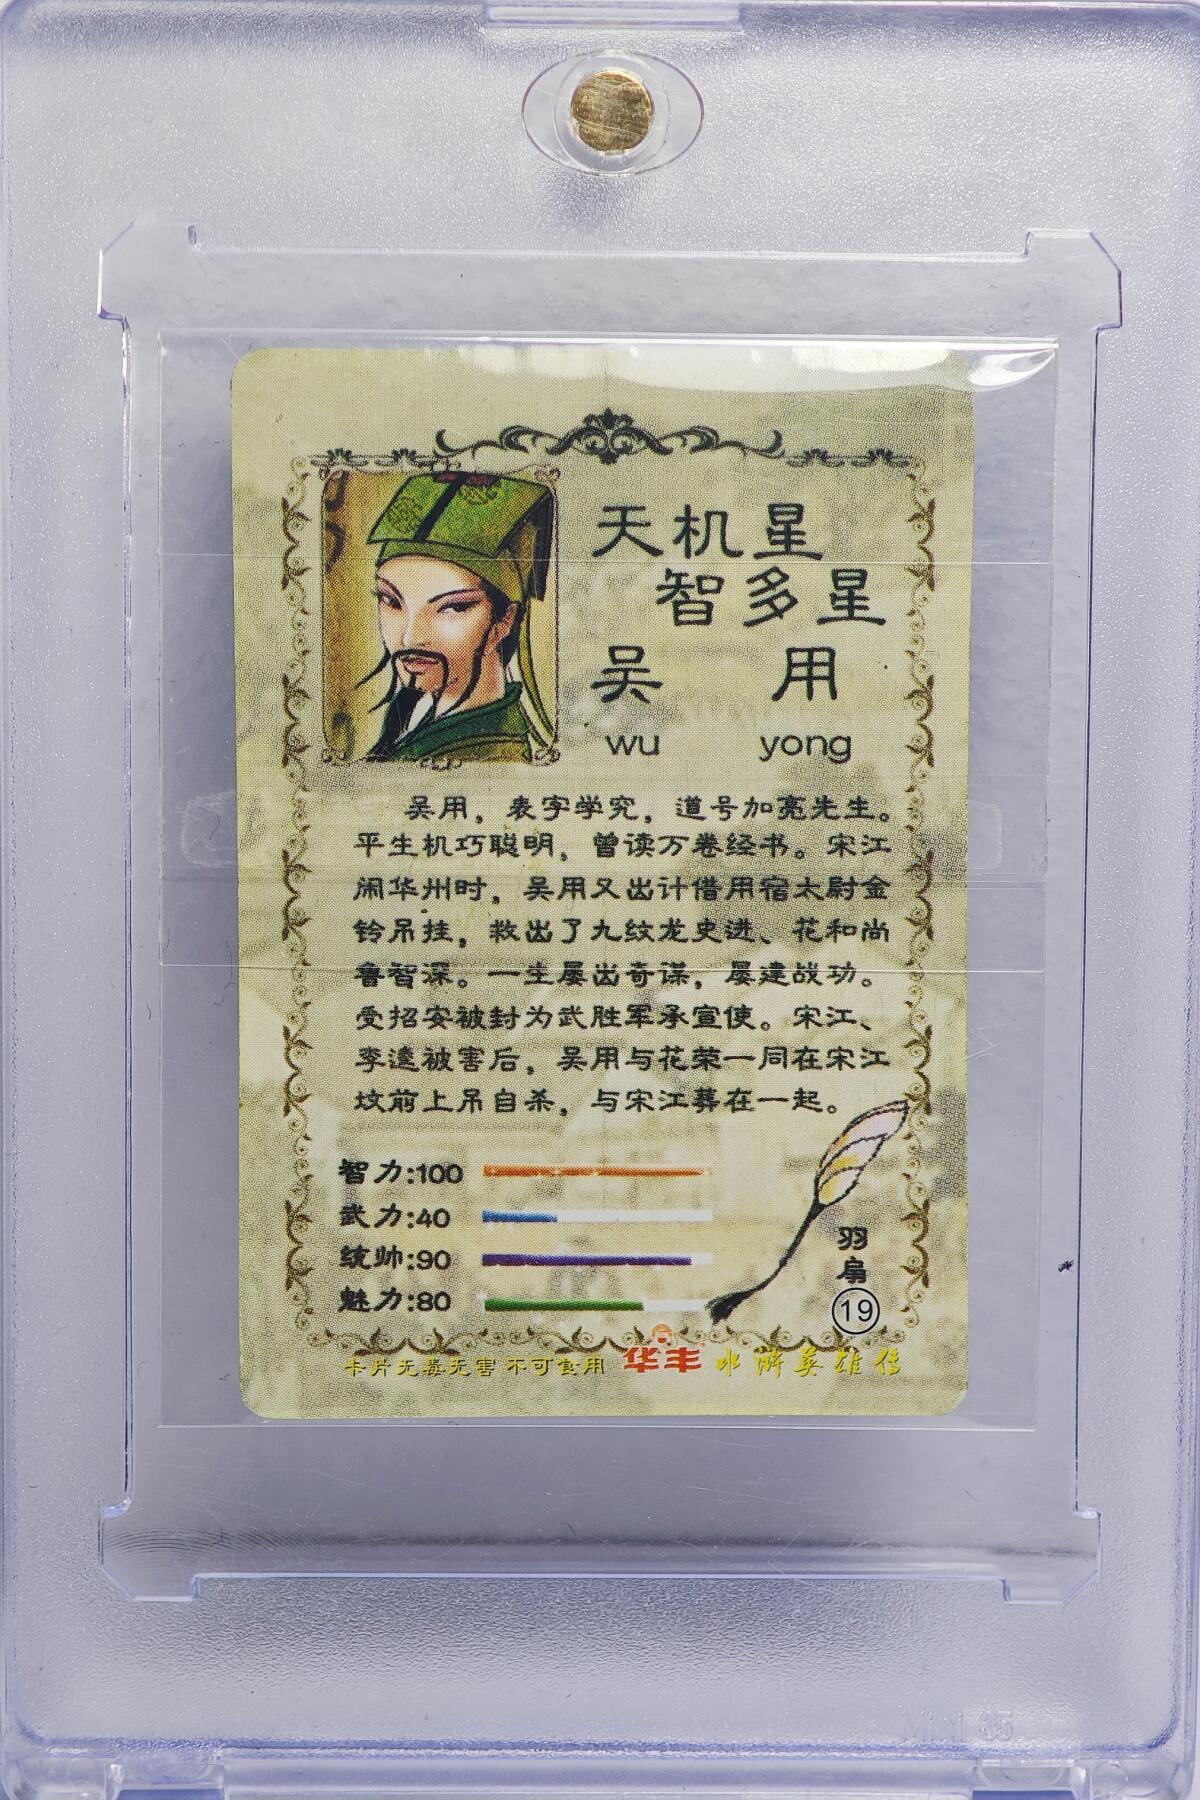 天机星
智多星
吴用
wu yong
吴用，表字学究，道号加亮先生。
平生机巧聪明，曾读万卷经书。宋江
闹华州时，吴用又出计借用宿太尉金
铃吊挂，救出了九纹龙史进、花和尚
鲁智深。一生屡出奇谋，屡建战功。
受招安被封为武胜军承宣使。宋江、
李逵被害后，吴用与花荣一同在宋江
坟前上吊自杀，与宋江葬在一起。
智力:100
武力:40
统帅:90
魅力:80
羽扇
19
卡片无毒无害 不可食用 华丰 水浒英雄传